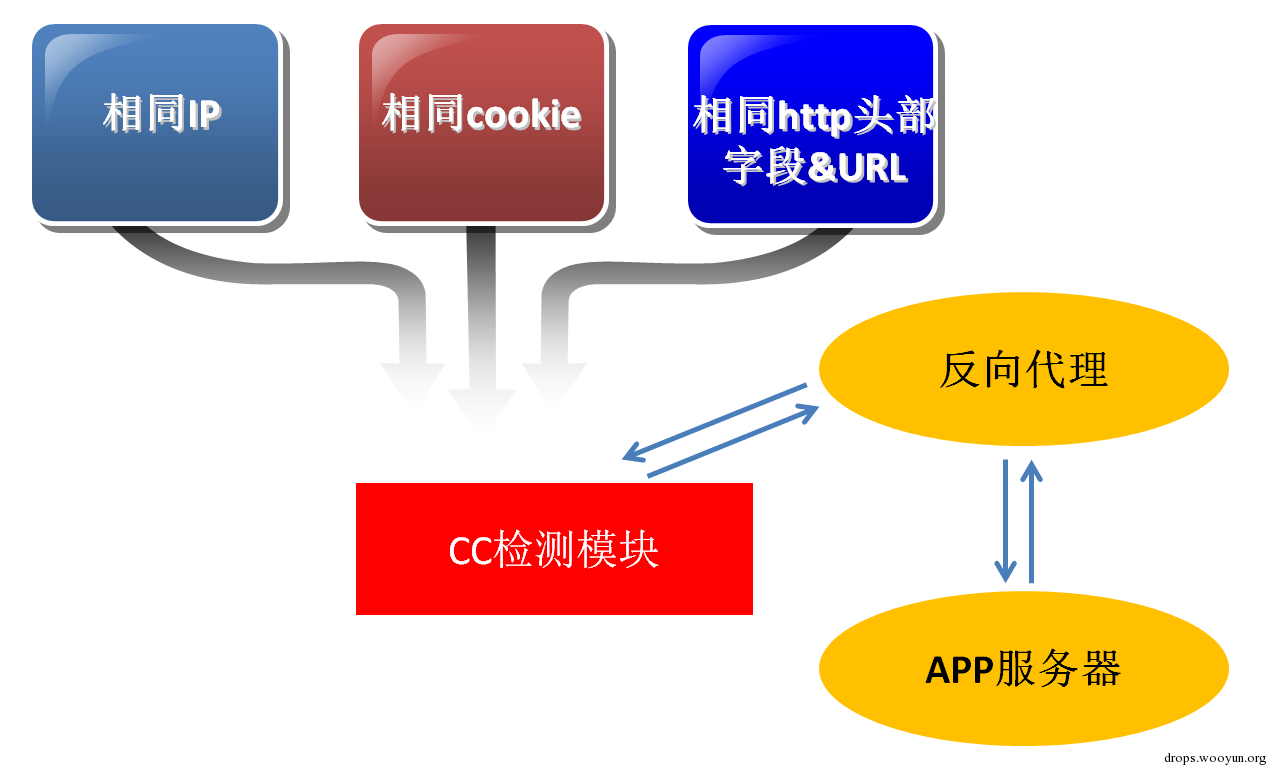 相同IP
相同cookie
相同http头部
字段&URL
反向代理
CC检测模块
APP服务器
drops.wooyun.org